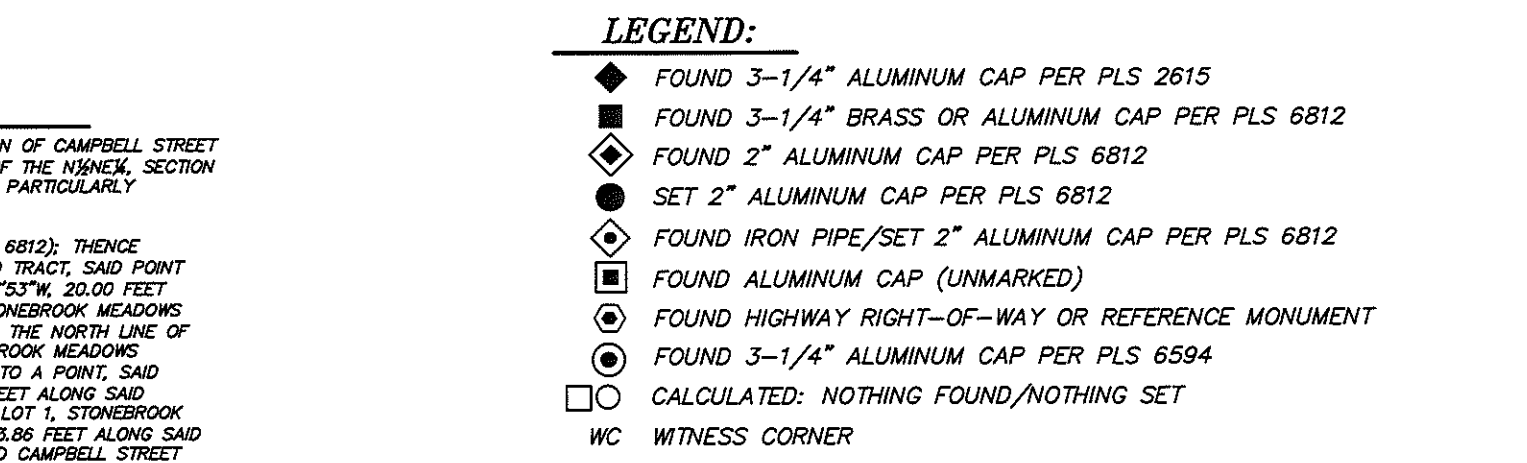 N OF CAMPBELL STREET
F THE N½NE¼, SECTION
PARTICULARLY
6812); THENCE
TRACT, SAID POINT
"53"W, 20.00 FEET
ONEBROOK MEADOWS
THE NORTH LINE OF
ROOK MEADOWS
TO A POINT, SAID
EET ALONG SAID
LOT 1, STONEBROOK
3.86 FEET ALONG SAID
CAMPBELL STREET
LEGEND:
FOUND 3-1/4" ALUMINUM CAP PER PLS 2615
FOUND 3-1/4" BRASS OR ALUMINUM CAP PER PLS 6812
FOUND 2" ALUMINUM CAP PER PLS 6812
SET 2" ALUMINUM CAP PER PLS 6812
FOUND IRON PIPE/SET 2" ALUMINUM CAP PER PLS 6812
FOUND ALUMINUM CAP (UNMARKED)
FOUND HIGHWAY RIGHT-OF-WAY OR REFERENCE MONUMENT
FOUND 3-1/4" ALUMINUM CAP PER PLS 6594
CALCULATED: NOTHING FOUND/NOTHING SET
WC WITNESS CORNER